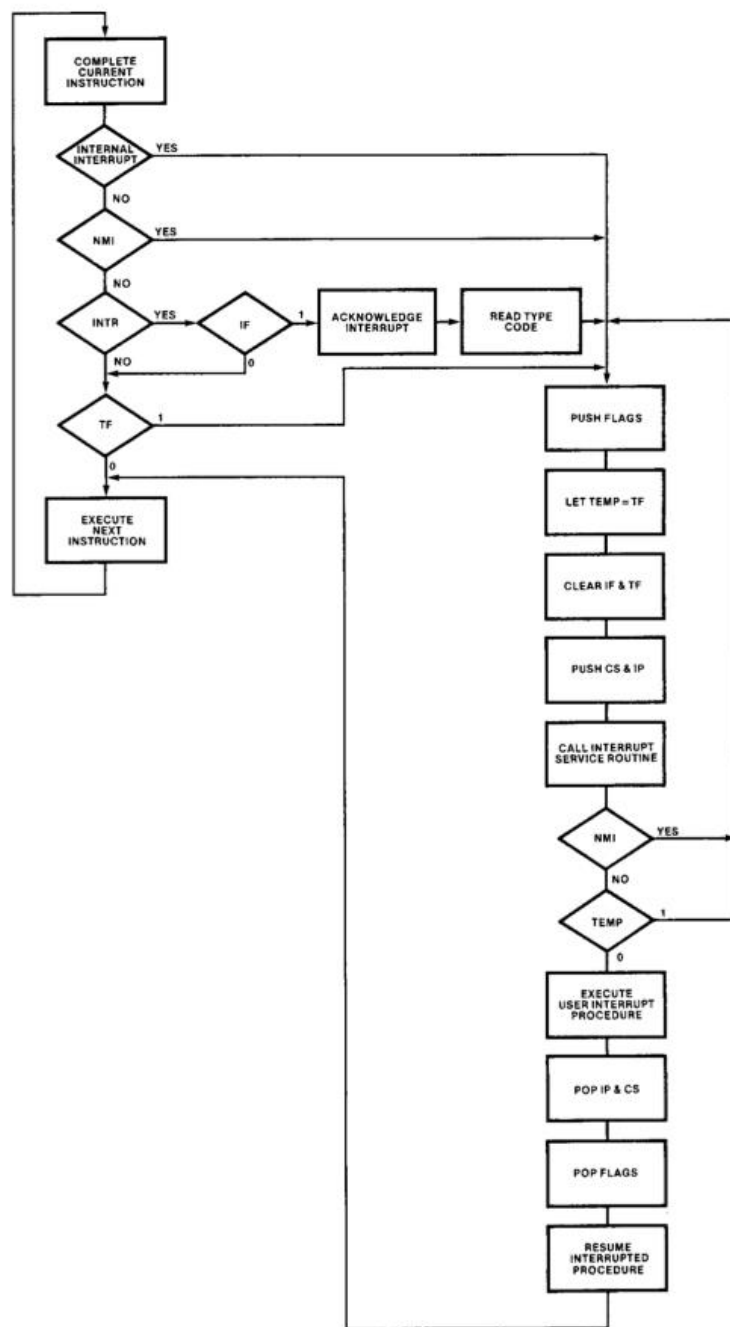 COMPLETE
CURRENT
INSTRUCTION
INTERNAL
INTERRUPT
YES
NO
NMI
YES
NO
INTR
YES
IF
1
ACKNOWLEDGE
INTERRUPT
READ TYPE
CODE
NO
0
TF
1
0
EXECUTE
NEXT
INSTRUCTION
PUSH FLAGS
LET TEMP = TF
CLEAR IF & TF
PUSH CS & IP
CALL INTERRUPT
SERVICE ROUTINE
NMI
YES
NO
TEMP
1
0
EXECUTE
USER INTERRUPT
PROCEDURE
POP IP & CS
POP FLAGS
RESUME
INTERRUPTED
PROCEDURE